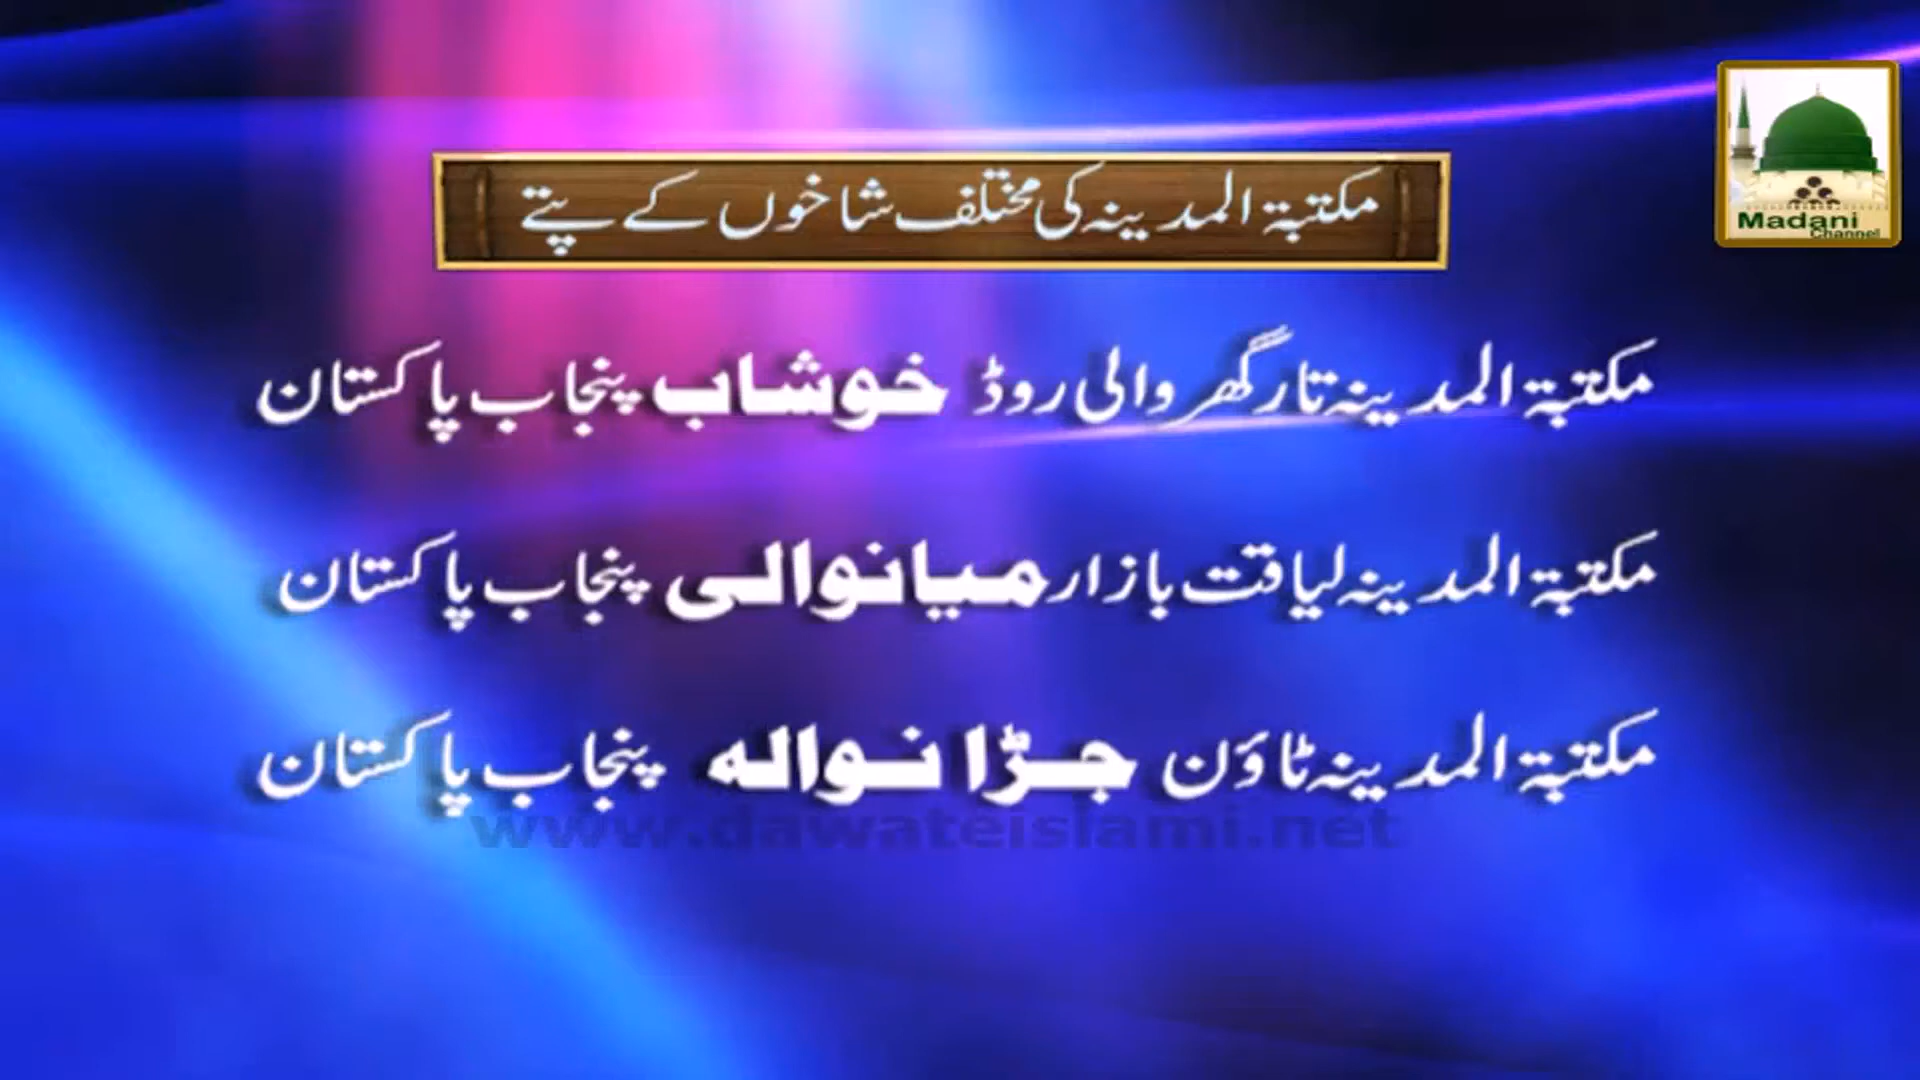 مکتبۃ المدینہ کی مختلف شاخوں کے پتے
Madani
Channel
مکتبۃ المدینہ تار گھر والی روڈ خوشاب پنجاب پاکستان
مکتبۃ المدینہ لیاقت بازار میانوالی پنجاب پاکستان
مکتبۃ المدینہ ٹاؤن جڑانوالہ پنجاب پاکستان
www.dawateislami.net